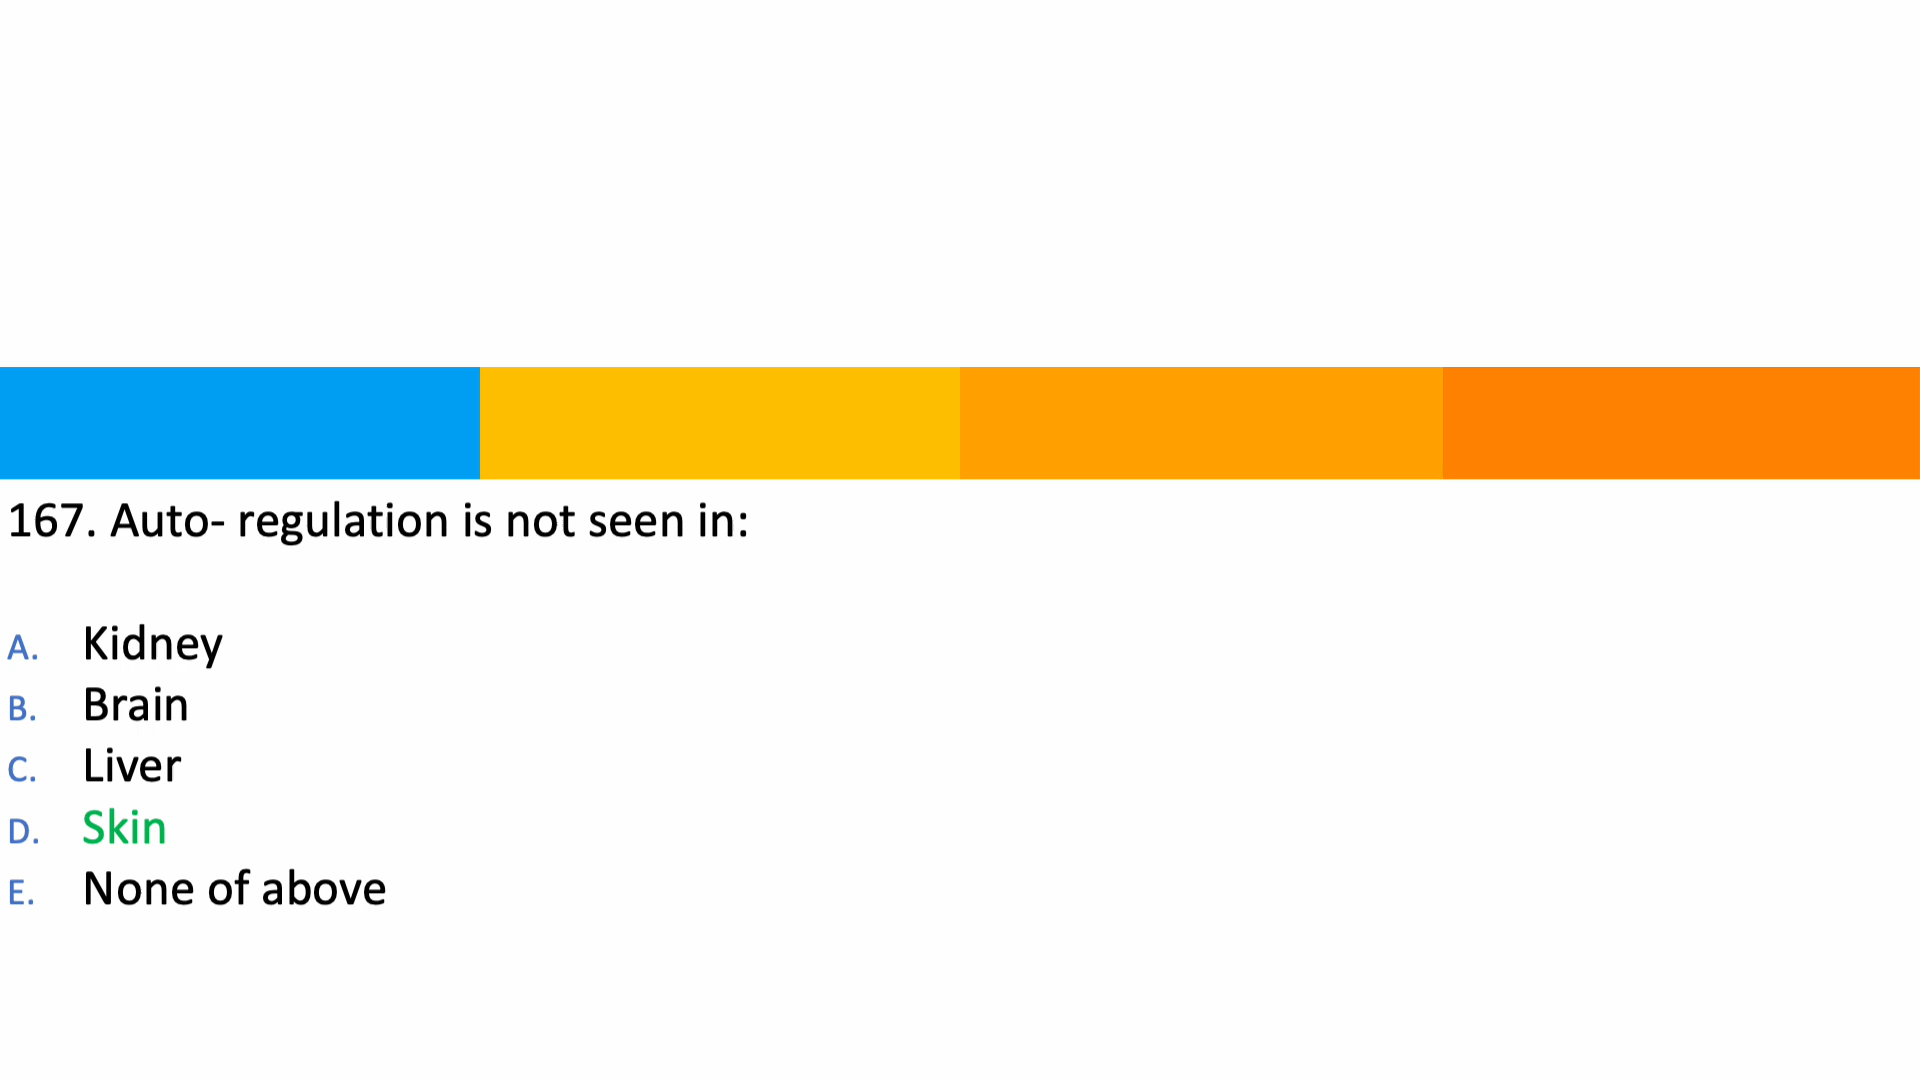 167. Auto- regulation is not seen in:
A. Kidney
B. Brain
C. Liver
D. Skin
E. None of above